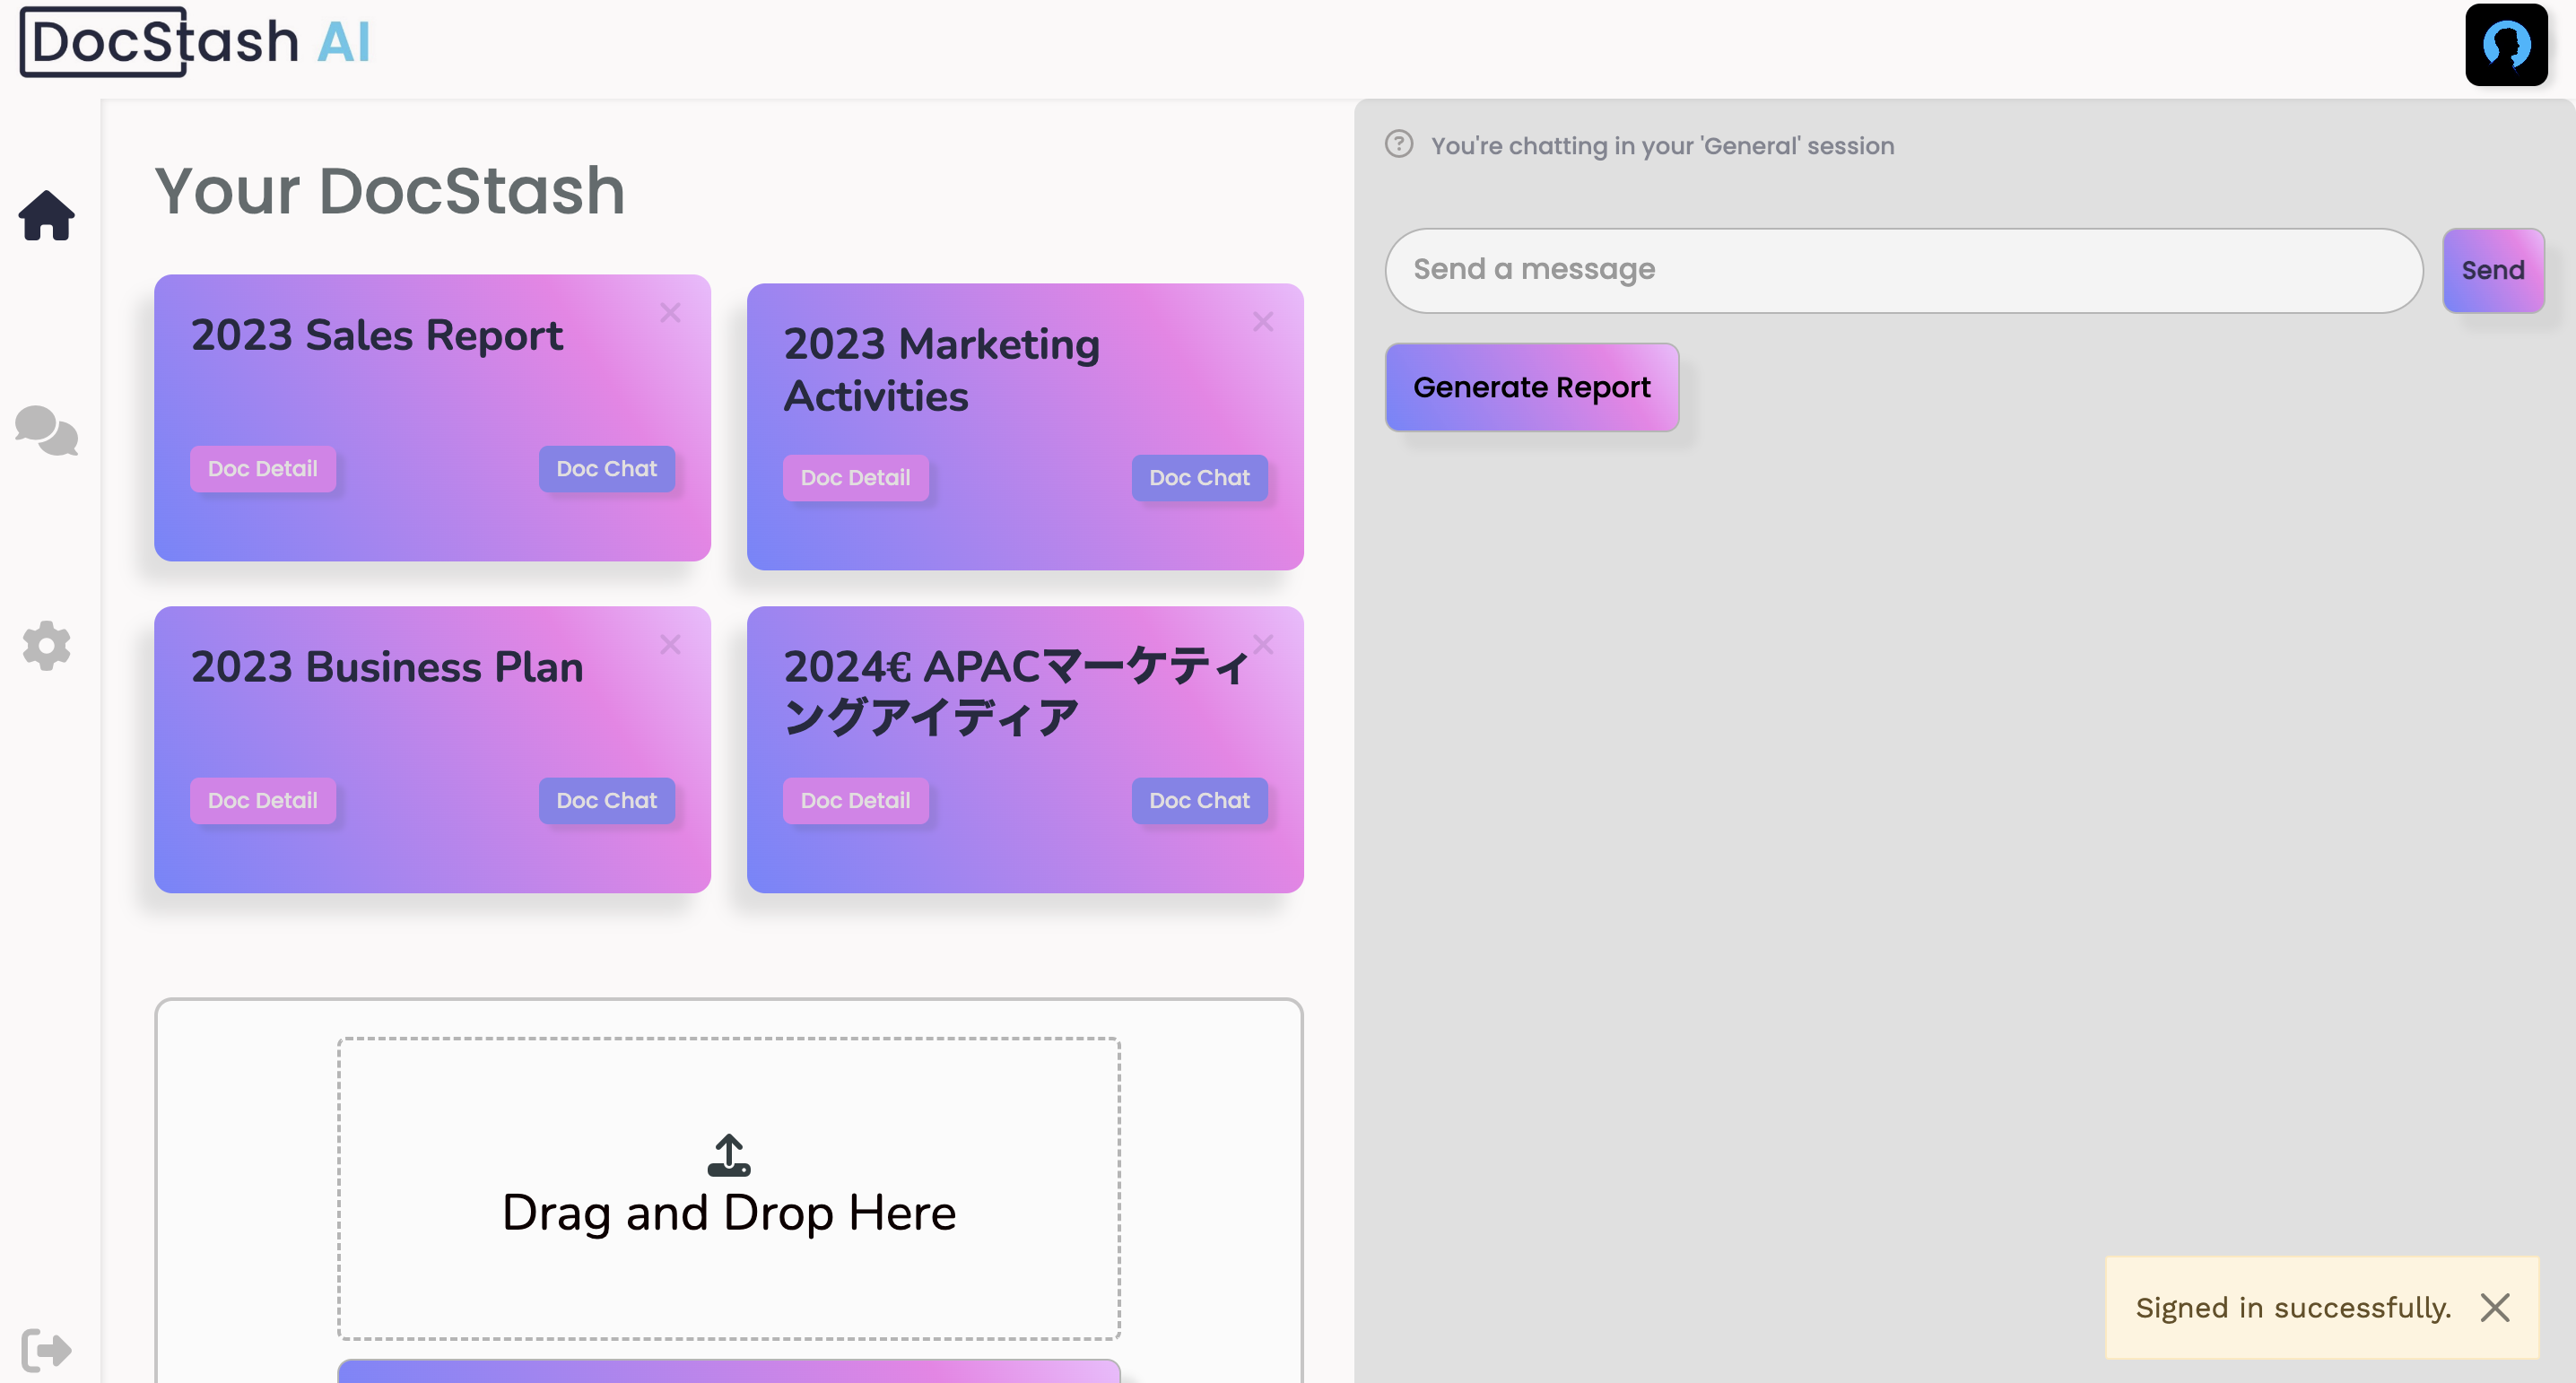 DocStash AI
Your DocStash
2023 Sales Report
Doc Detail
Doc Chat
2023 Marketing
Activities
Doc Detail
Doc Chat
2023 Business Plan
Doc Detail
Doc Chat
2024€ APACマーケティ
ングアイディア
Doc Detail
Doc Chat
Drag and Drop Here
You're chatting in your 'General' session
Send a message
Send
Generate Report
Signed in successfully.